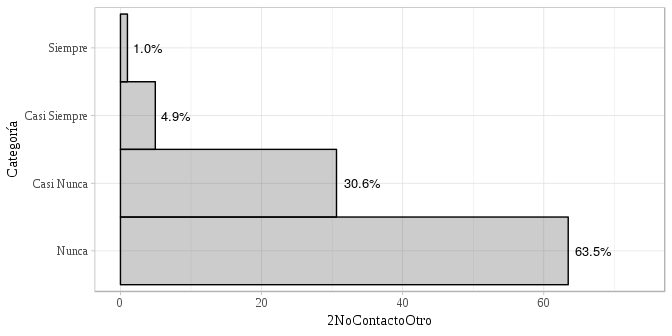 Siempre
1.0%
Casi Siempre
4.9%
Casi Nunca
30.6%
Nunca
63.5%
Categoría
0
20
40
60
2NoContactoOtro